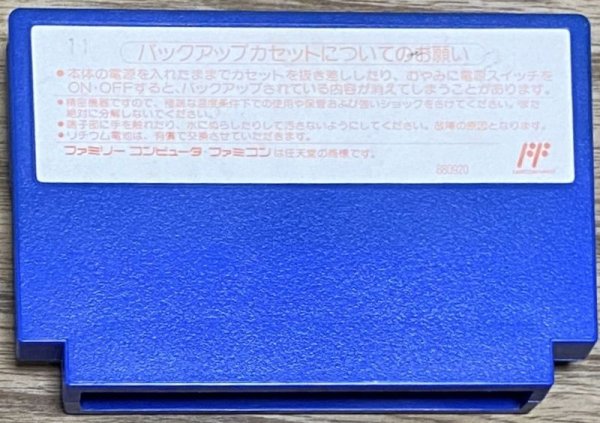 11
バックアップカセットについてのお願い
●本体の電源を入れたままでカセットを抜き差ししたり、むやみに電源スイッチを
ON・OFFすると、バックアップされている内容が消えてしまうことがあります。
●精密機器ですので、極端な温度条件下での使用や保管および強いショックをさけてください。また
絶対に分解しないでください。
●端子部に手を触れたり、水にぬらしたりして汚さないようにしてください。故障の原因となります。
●リチウム電池は、有償で交換させていただきます。
ファミリー コンピュータ・ファミコンは任天堂の商標です。
880920